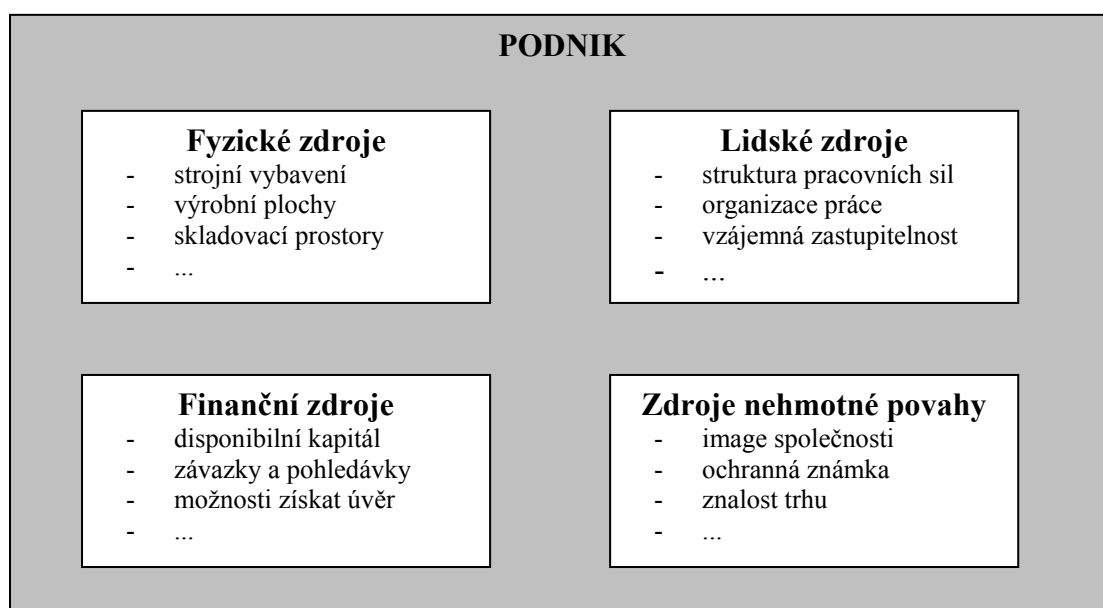 PODNIK
Fyzické zdroje
- strojní vybavení
- výrobní plochy
- skladovací prostory
- ...
Lidské zdroje
- struktura pracovních sil
- organizace práce
- vzájemná zastupitelnost
- ...
Finanční zdroje
- disponibilní kapitál
- závazky a pohledávky
- možnosti získat úvěr
- ...
Zdroje nehmotné povahy
- image společnosti
- ochranná známka
- znalost trhu
- ...